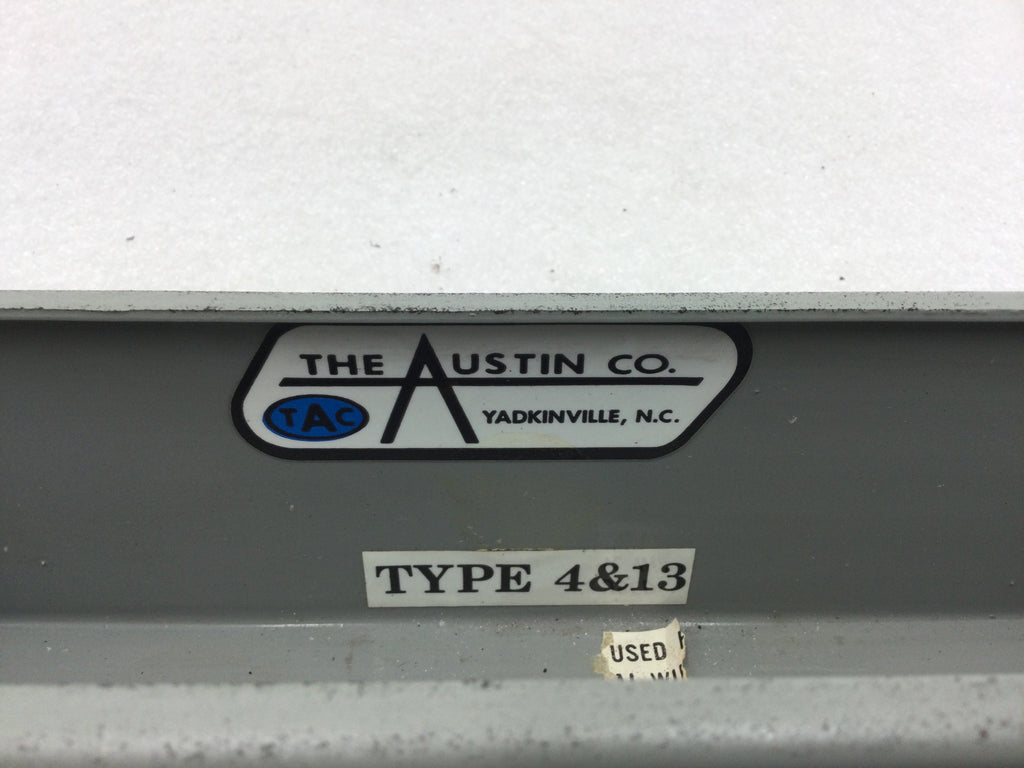 THE AUSTIN CO.
TAC
YADKINVILLE, N.C.
TYPE 4&13
USED